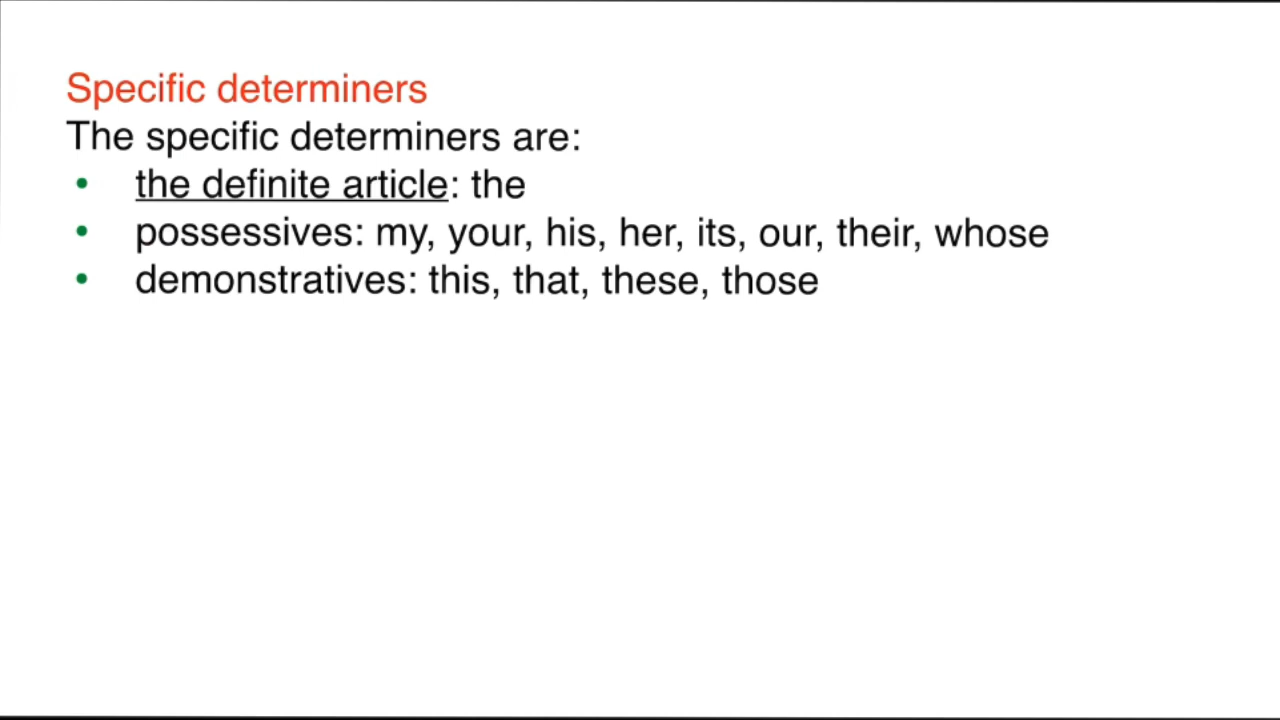 Specific determiners
The specific determiners are:
• the definite article: the
• possessives: my, your, his, her, its, our, their, whose
• demonstratives: this, that, these, those